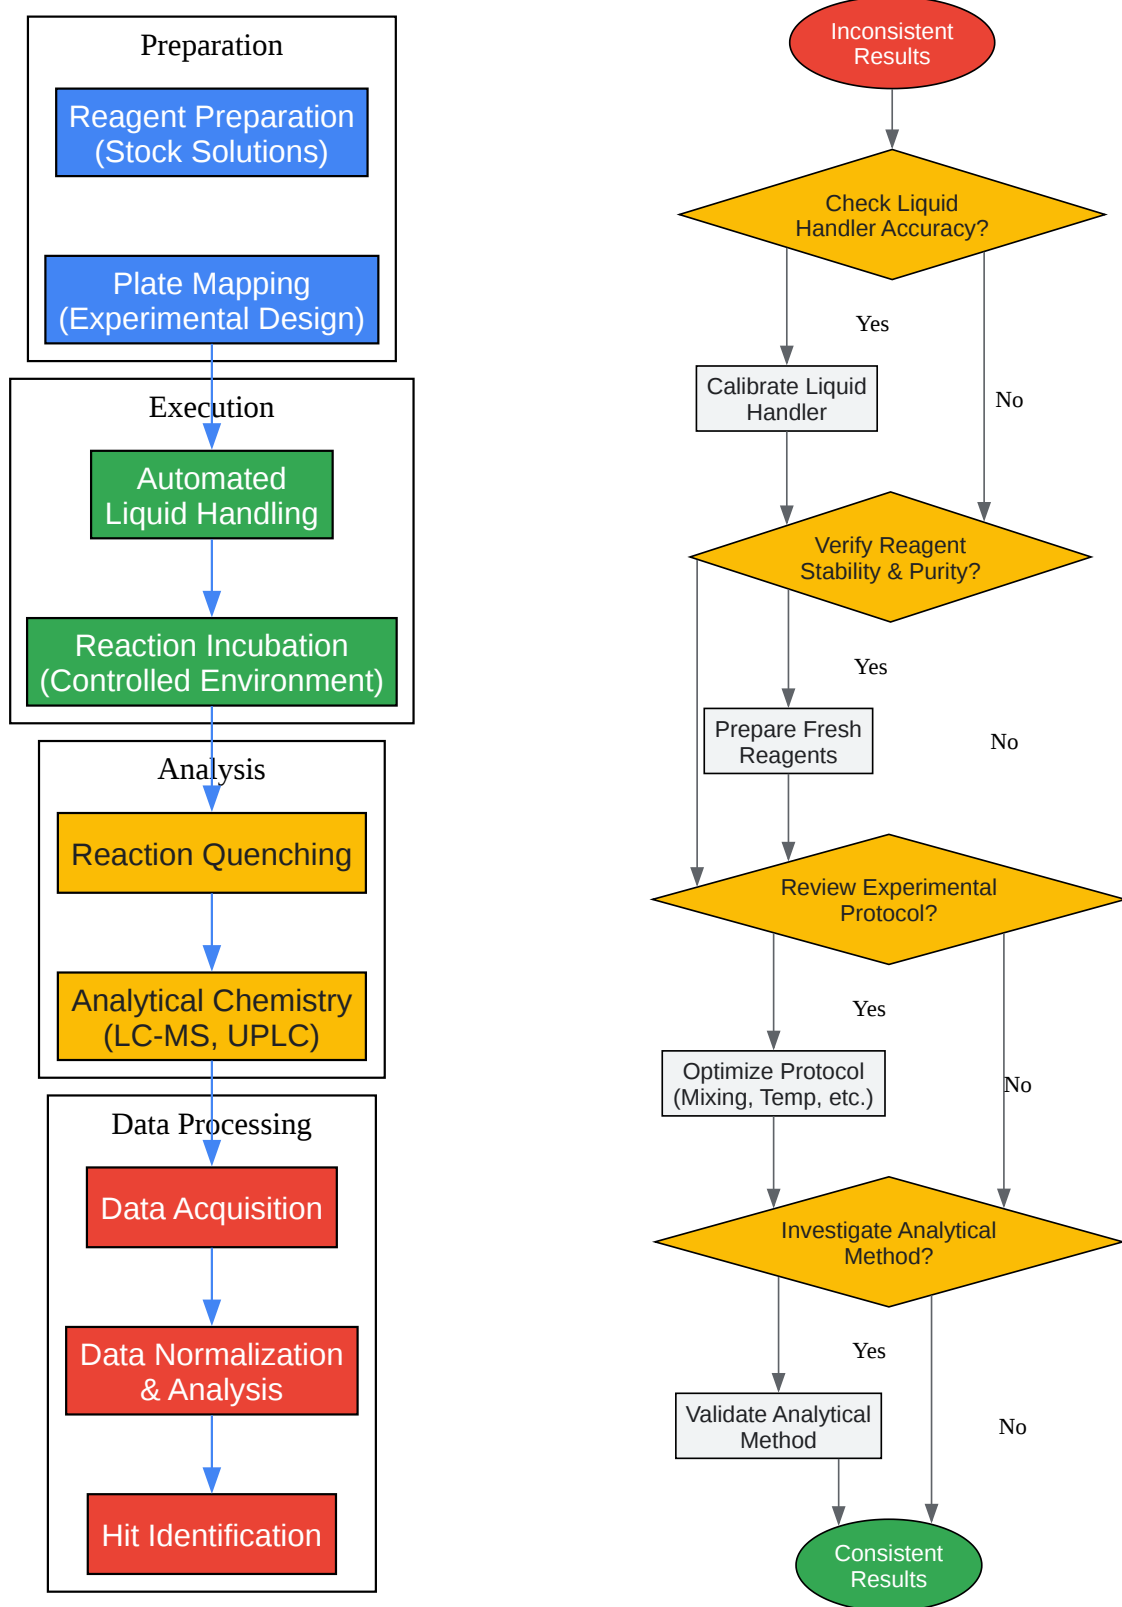 Preparation
Reagent Preparation
(Stock Solutions)
Plate Mapping
(Experimental Design)
Execution
Automated
Liquid Handling
Reaction Incubation
(Controlled Environment)
Analysis
Reaction Quenching
Analytical Chemistry
(LC-MS, UPLC)
Data Processing
Data Acquisition
Data Normalization
& Analysis
Hit Identification
Inconsistent
Results
Check Liquid
Handler Accuracy?
Yes
Calibrate Liquid
Handler
No
Verify Reagent
Stability & Purity?
Yes
Prepare Fresh
Reagents
No
Review Experimental
Protocol?
Yes
Optimize Protocol
(Mixing, Temp, etc.)
No
Investigate Analytical
Method?
Yes
Validate Analytical
Method
No
Consistent
Results